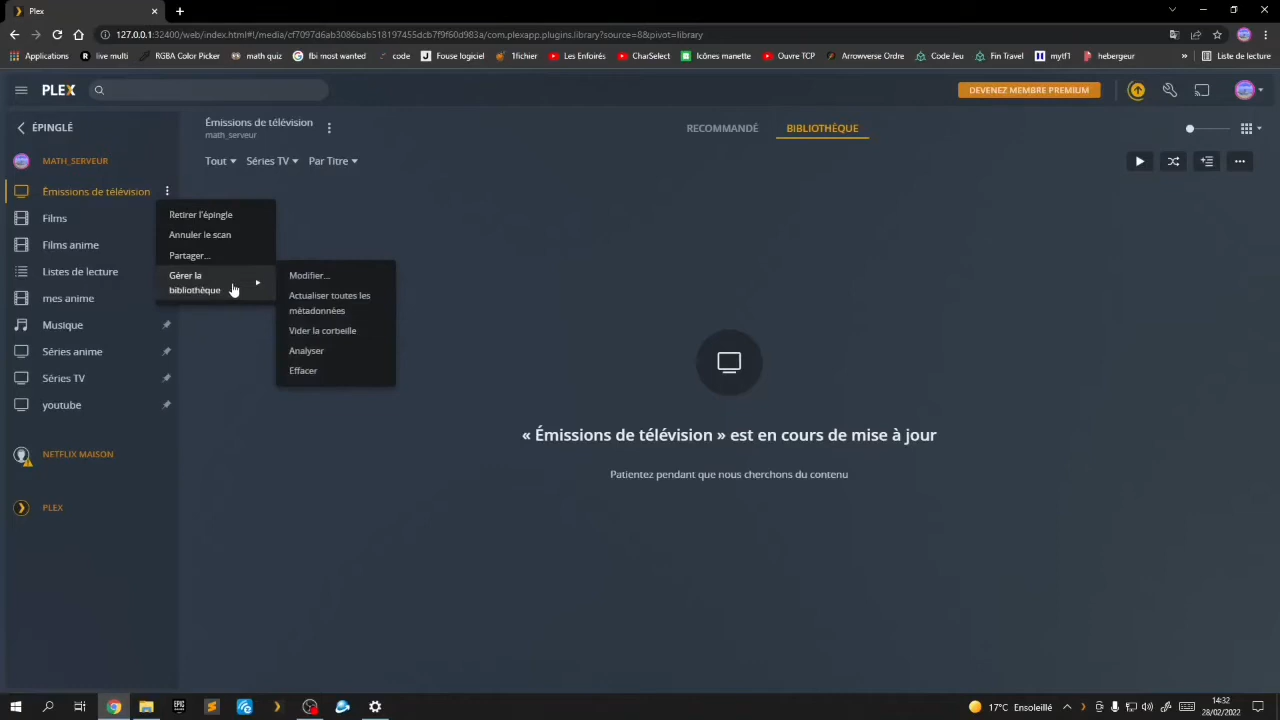 Plex
127.0.0.1:32400/web/index.html#!/media/cf7097d6ab3086bab518197455dcb7f9f60d983g/com.plexapp.plugins.library?source=8&pivot=library
Applications live music RGBA Color Picker math quiz Ibi most wanted code Fouse logiciel 1fichier Les Enfoirés CharSelect Icônes manette Ouvre TCP Arrowverse Ordre Code Jeu Fin Travel mytf1 hebergeur
PLEX
DEVENEZ MEMBRE PREMIUM
ÉPINGLÉ
Émissions de télévision
math_serveur
RECOMMANDÉ BIBLIOTHÈQUE
MATH_SERVEUR
Tout Séries TV Par Titre
Émissions de télévision
Films
Films anime
Listes de lecture
mes anime
Musique
Séries anime
Séries TV
youtube
NETFLIX MAISON
PLEX
Retirer l'épingle
Annuler le scan
Partager...
Gérer la
bibliothèque
Modifier...
Actualiser toutes les
métadonnées
Vider la corbeille
Analyser
Effacer
« Émissions de télévision » est en cours de mise à jour
Patientez pendant que nous cherchons du contenu
EPIC
17°C Ensoleillé
14:32
28/02/2022